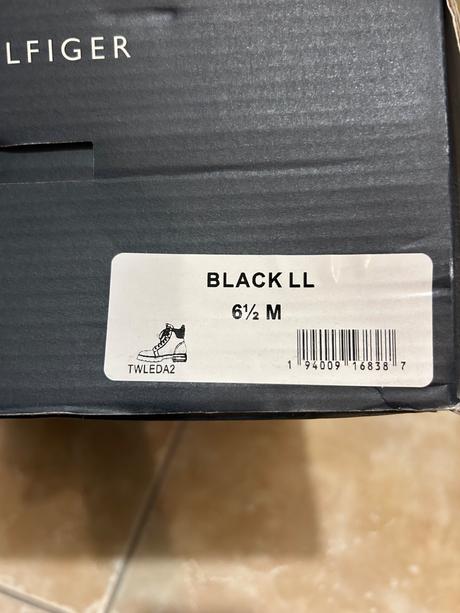 LFIGER
BLACK LL
6½ M
TWLEDA2
1 94009 16838 7